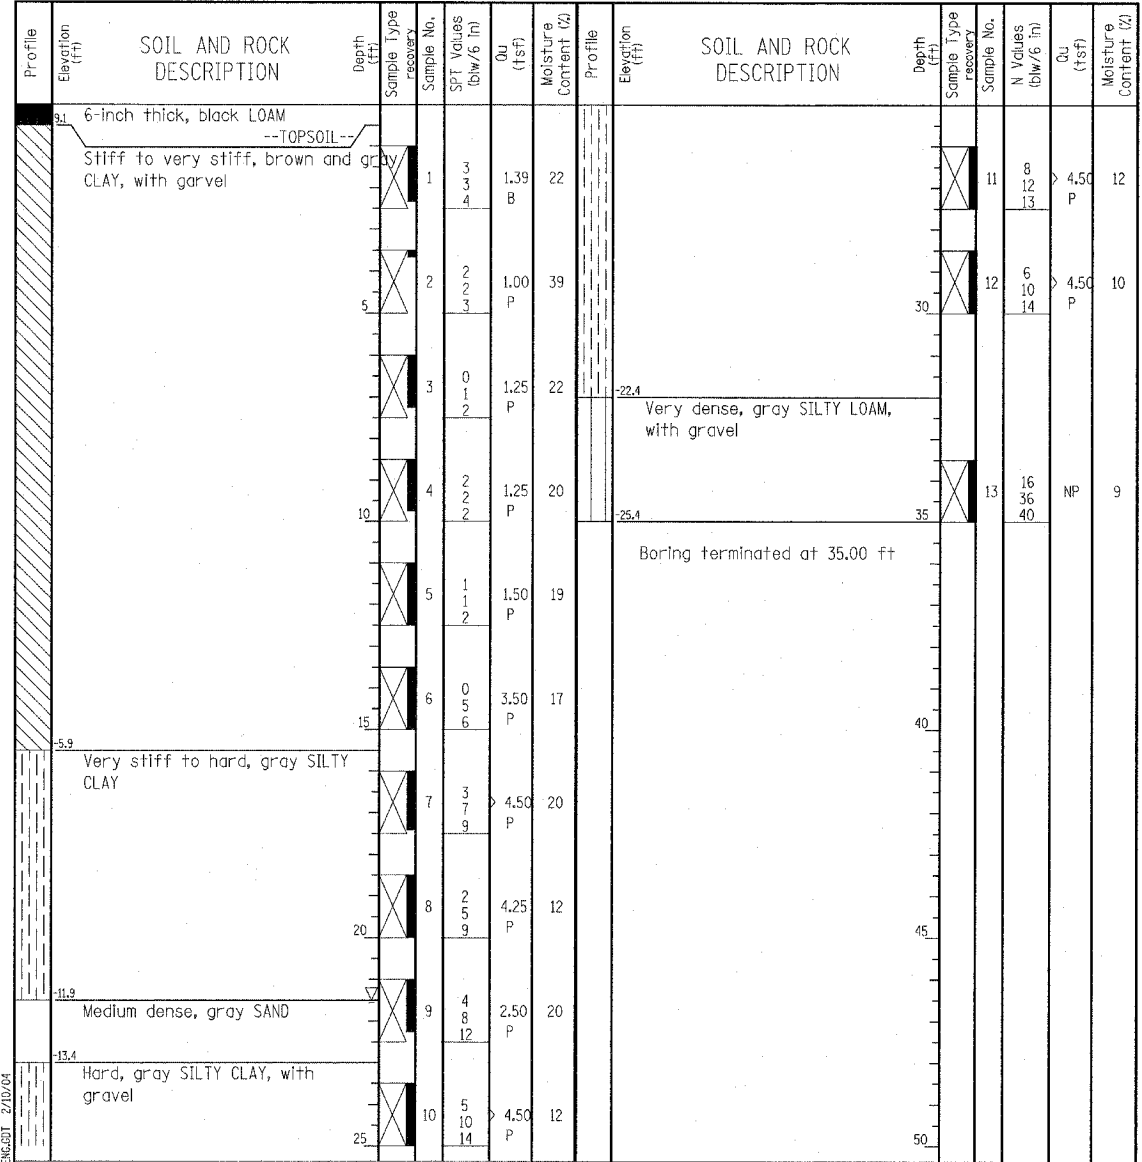 Profile
Elevation
(ft)
SOIL AND ROCK
DESCRIPTION
Depth
(ft)
Sample Type
recovery
Sample No.
SPT Values
(blw/6 in)
Qu
(tsf)
Moisture
Content (%)
9.1 6-inch thick, black LOAM
--TOPSOIL--
Stiff to very stiff, brown and gray
CLAY, with garvel
1 3 3 4 1.39 B 22
2 2 2 3 1.00 P 39
5
3 0 1 2 1.25 P 22
4 2 2 2 1.25 P 20
10
5 1 1 2 1.50 P 19
6 0 5 6 3.50 P 17
15
-5.9
Very stiff to hard, gray SILTY
CLAY
7 3 7 9 > 4.50 P 20
8 2 5 9 4.25 P 12
20
-11.9
Medium dense, gray SAND
9 4 8 12 2.50 P 20
-13.4
Hard, gray SILTY CLAY, with
gravel
10 5 10 14 > 4.50 P 12
25
Profile
Elevation
(ft)
SOIL AND ROCK
DESCRIPTION
Depth
(ft)
Sample Type
recovery
Sample No.
N Values
(blw/6 in)
Qu
(tsf)
Moisture
Content (%)
11 8 12 13 > 4.50 P 12
12 6 10 14 > 4.50 P 10
30
-22.4
Very dense, gray SILTY LOAM,
with gravel
13 16 36 40 NP 9
-25.4
35
Boring terminated at 35.00 ft
40
45
50
ENG.GDT 2/10/04